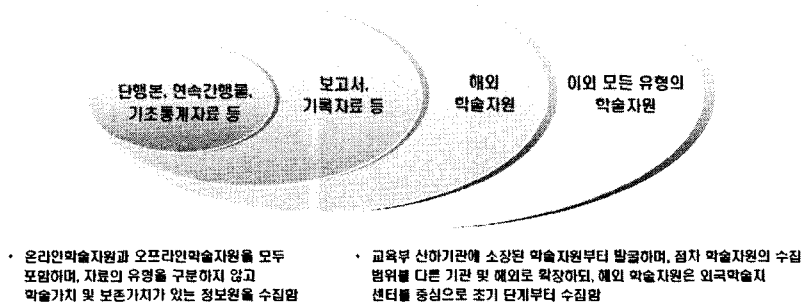 단행본, 연속간행물,
기초통계자료 등
보고서,
기록자료 등
해외
학술자원
이외 모든 유형의
학술자원
• 온라인학술자원과 오프라인학술자원을 모두
포함하며, 자료의 유형을 구분하지 않고
학술가치 및 보존가치가 있는 정보원을 수집함
• 교육부 산하기관에 소장된 학술자원부터 발굴하며, 점차 학술자원의 수집
범위를 다른 기관 및 해외로 확장하되, 해외 학술자원은 외국학술지
센터를 중심으로 초기 단계부터 수집함